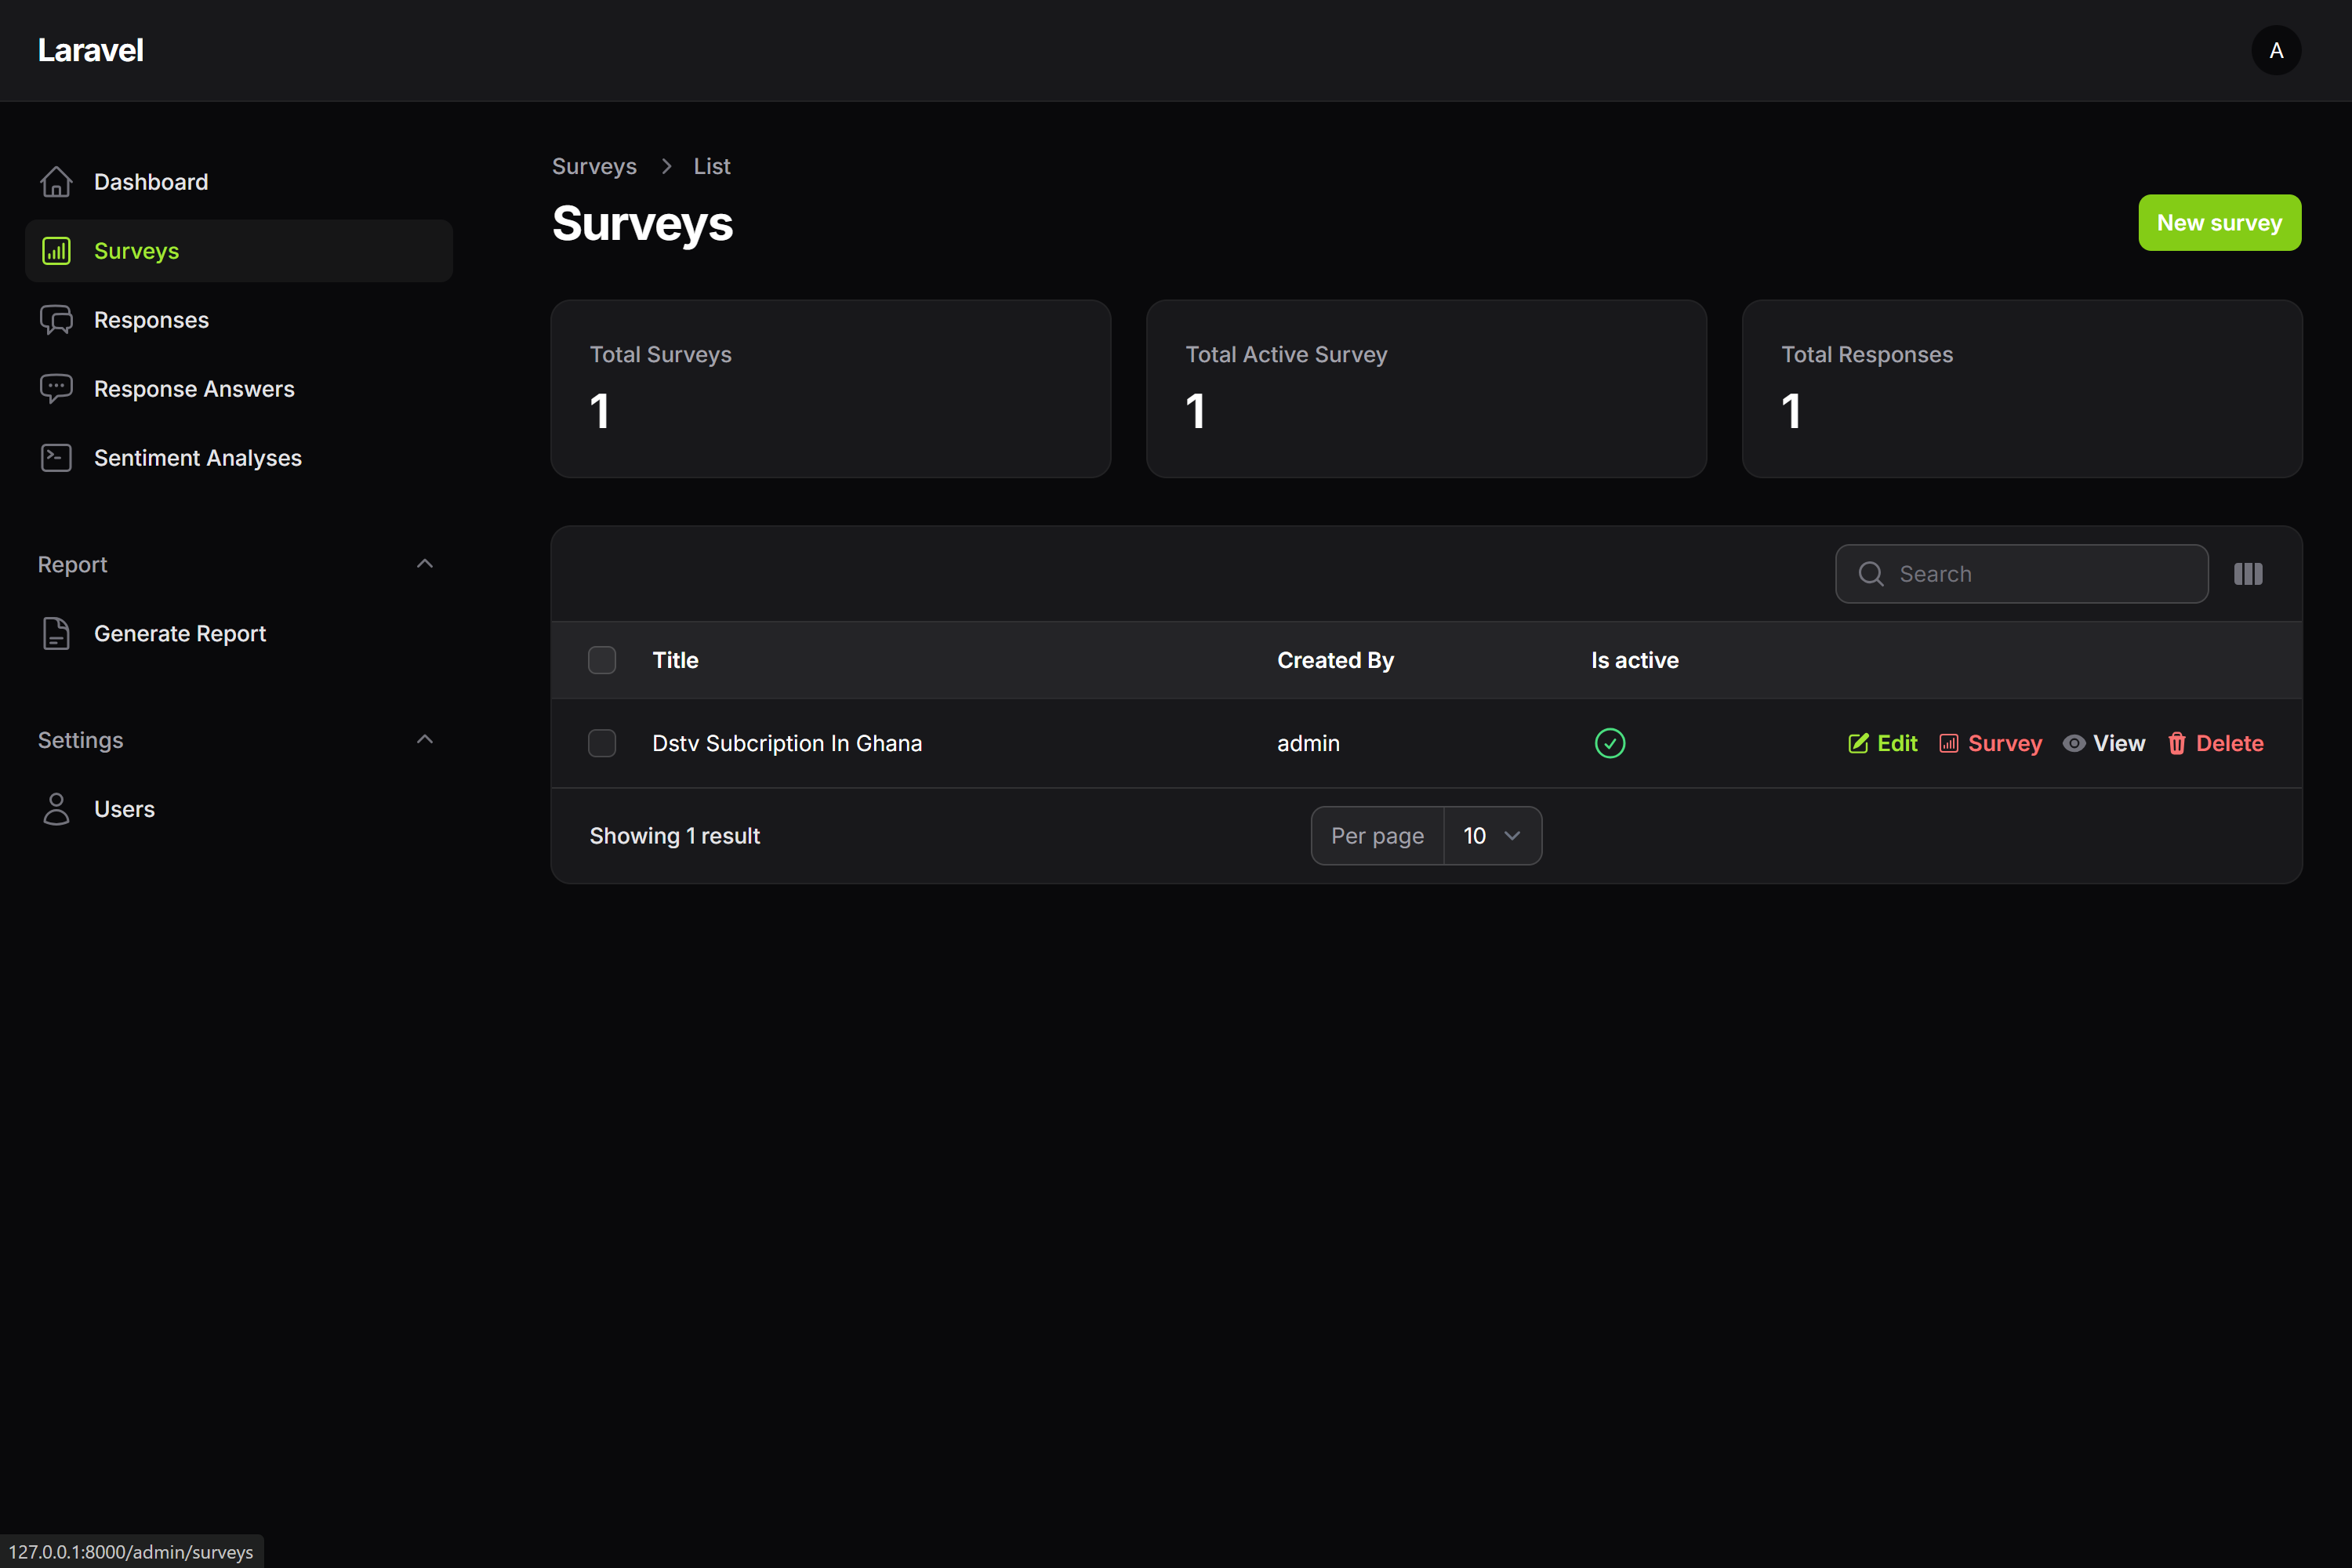 Laravel
A
Dashboard
Surveys
Responses
Response Answers
Sentiment Analyses
Report
Generate Report
Settings
Users
Surveys > List
Surveys
New survey
Total Surveys
1
Total Active Survey
1
Total Responses
1
Search
Title Created By Is active
Dstv Subcription In Ghana admin Edit Survey View Delete
Showing 1 result Per page 10
127.0.0.1:8000/admin/surveys